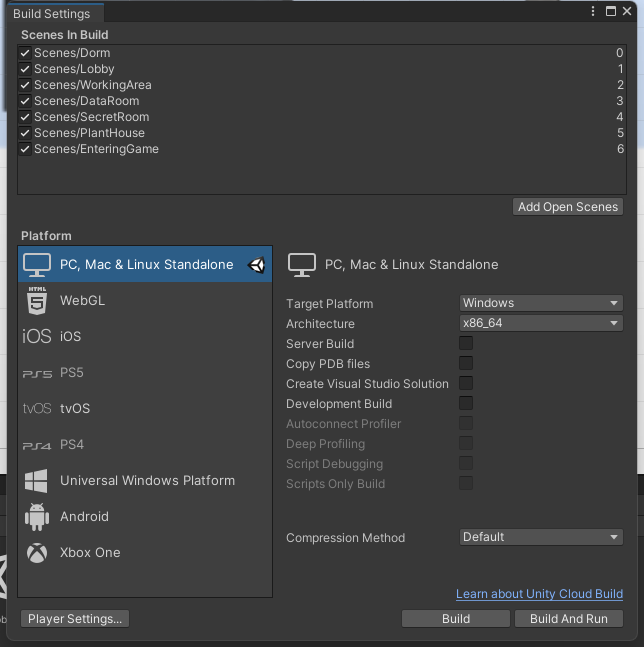 Build Settings
Scenes In Build
Scenes/Dorm 0
Scenes/Lobby 1
Scenes/WorkingArea 2
Scenes/DataRoom 3
Scenes/SecretRoom 4
Scenes/PlantHouse 5
Scenes/EnteringGame 6
Add Open Scenes
Platform
PC, Mac & Linux Standalone
HTML 5 WebGL
iOS iOS
PS5 PS5
tvOS tvOS
PS4 PS4
Universal Windows Platform
Android
Xbox One
PC, Mac & Linux Standalone
Target Platform Windows
Architecture x86_64
Server Build
Copy PDB files
Create Visual Studio Solution
Development Build
Autoconnect Profiler
Deep Profiling
Script Debugging
Scripts Only Build
Compression Method Default
Learn about Unity Cloud Build
Player Settings... Build Build And Run